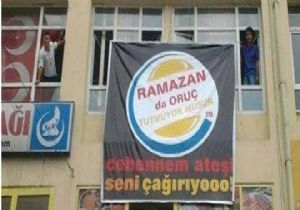 RAMAZAN
da ORUÇ
TUTMUYOR MUSUN
TM
cehennem ateşi
seni çağırıyooo!
AĞI